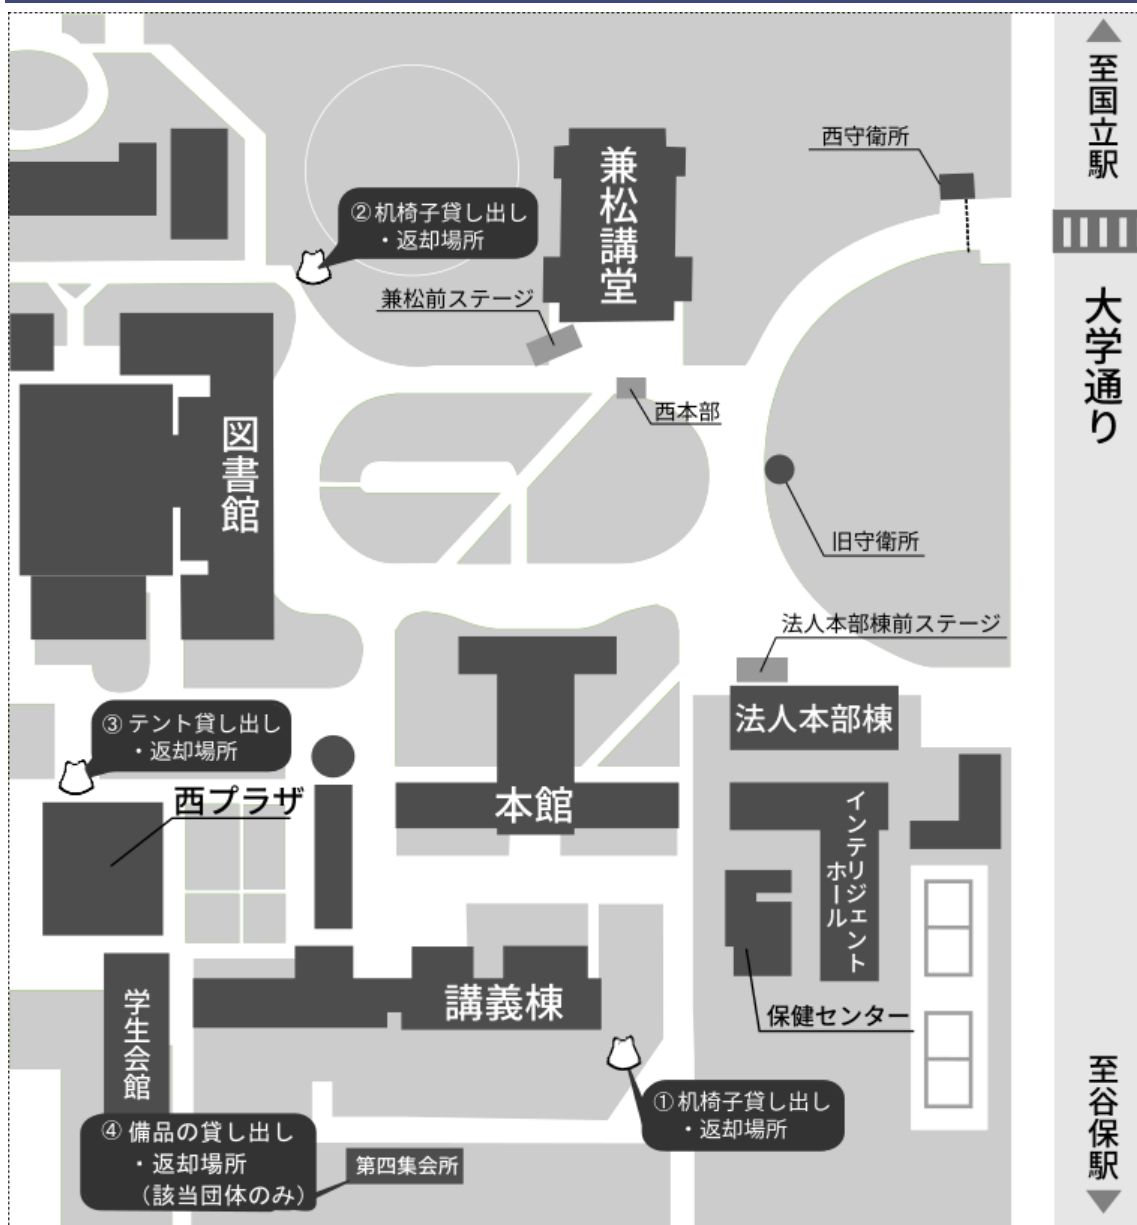 至国立駅
西守衛所
兼松講堂
②机椅子貸し出し
・返却場所
兼松前ステージ
大学通り
西本部
図書館
旧守衛所
法人本部棟前ステージ
法人本部棟
③ テント貸し出し
・返却場所
西プラザ
本館
インテリジェント
ホール
講義棟
学生会館
保健センター
①机椅子貸し出し
・返却場所
至谷保駅
④ 備品の貸し出し
・返却場所
（該当団体のみ）
第四集会所